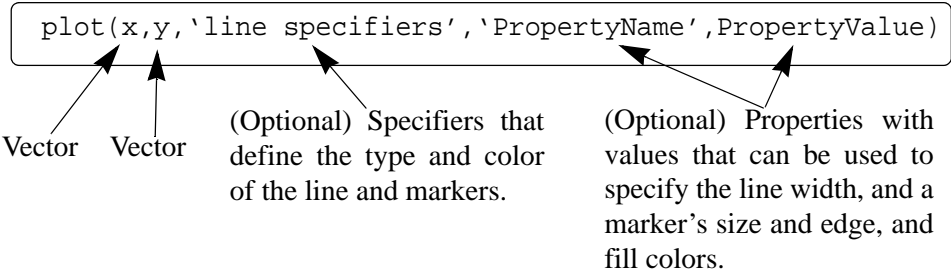 plot(x,y,‘line specifiers’,‘PropertyName’,PropertyValue)
Vector
Vector
(Optional) Specifiers that
define the type and color
of the line and markers.
(Optional) Properties with
values that can be used to
specify the line width, and a
marker’s size and edge, and
fill colors.